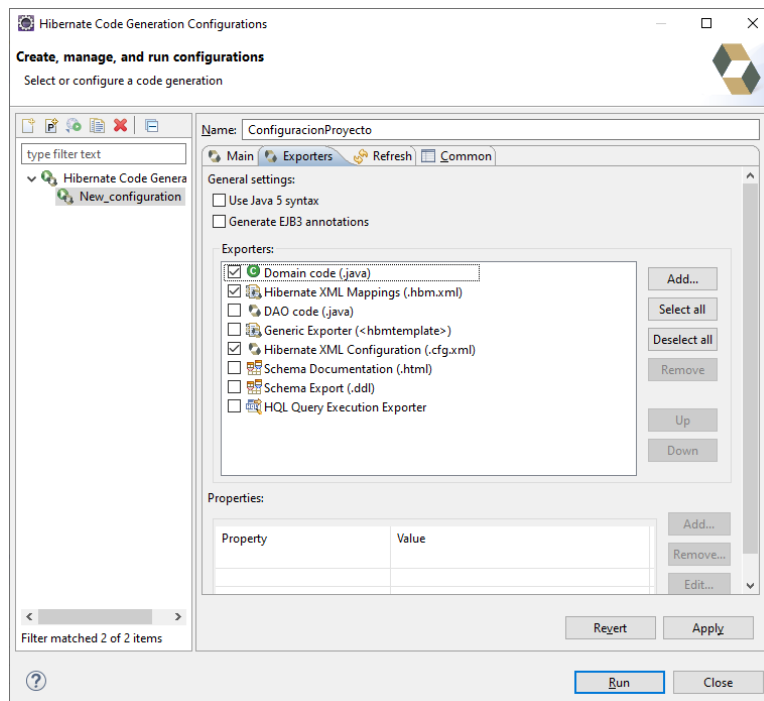 Hibernate Code Generation Configurations
Create, manage, and run configurations
Select or configure a code generation
type filter text
Hibernate Code Genera
New_configuration
Filter matched 2 of 2 items
Name: ConfiguracionProyecto
Main Exporters Refresh Common
General settings:
Use Java 5 syntax
Generate EJB3 annotations
Exporters:
Domain code (.java)
Hibernate XML Mappings (.hbm.xml)
DAO code (.java)
Generic Exporter (<hbmtemplate>)
Hibernate XML Configuration (.cfg.xml)
Schema Documentation (.html)
Schema Export (.ddl)
HQL Query Execution Exporter
Add...
Select all
Deselect all
Remove
Up
Down
Properties:
Property Value
Add...
Remove...
Edit...
Revert Apply
Run Close